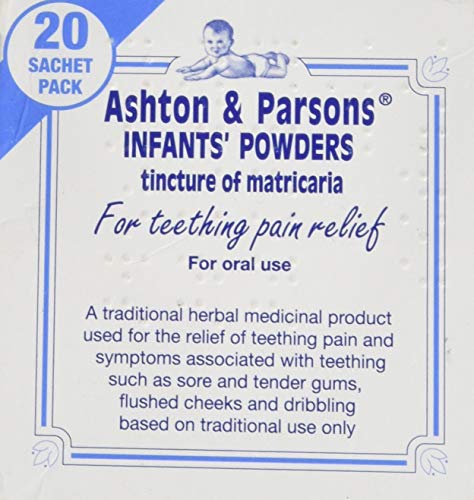 20
SACHET
PACK
Ashton & Parsons®
INFANTS' POWDERS
tincture of matricaria
For teething pain relief
For oral use
A traditional herbal medicinal product
used for the relief of teething pain and
symptoms associated with teething
such as sore and tender gums,
flushed cheeks and dribbling
based on traditional use only